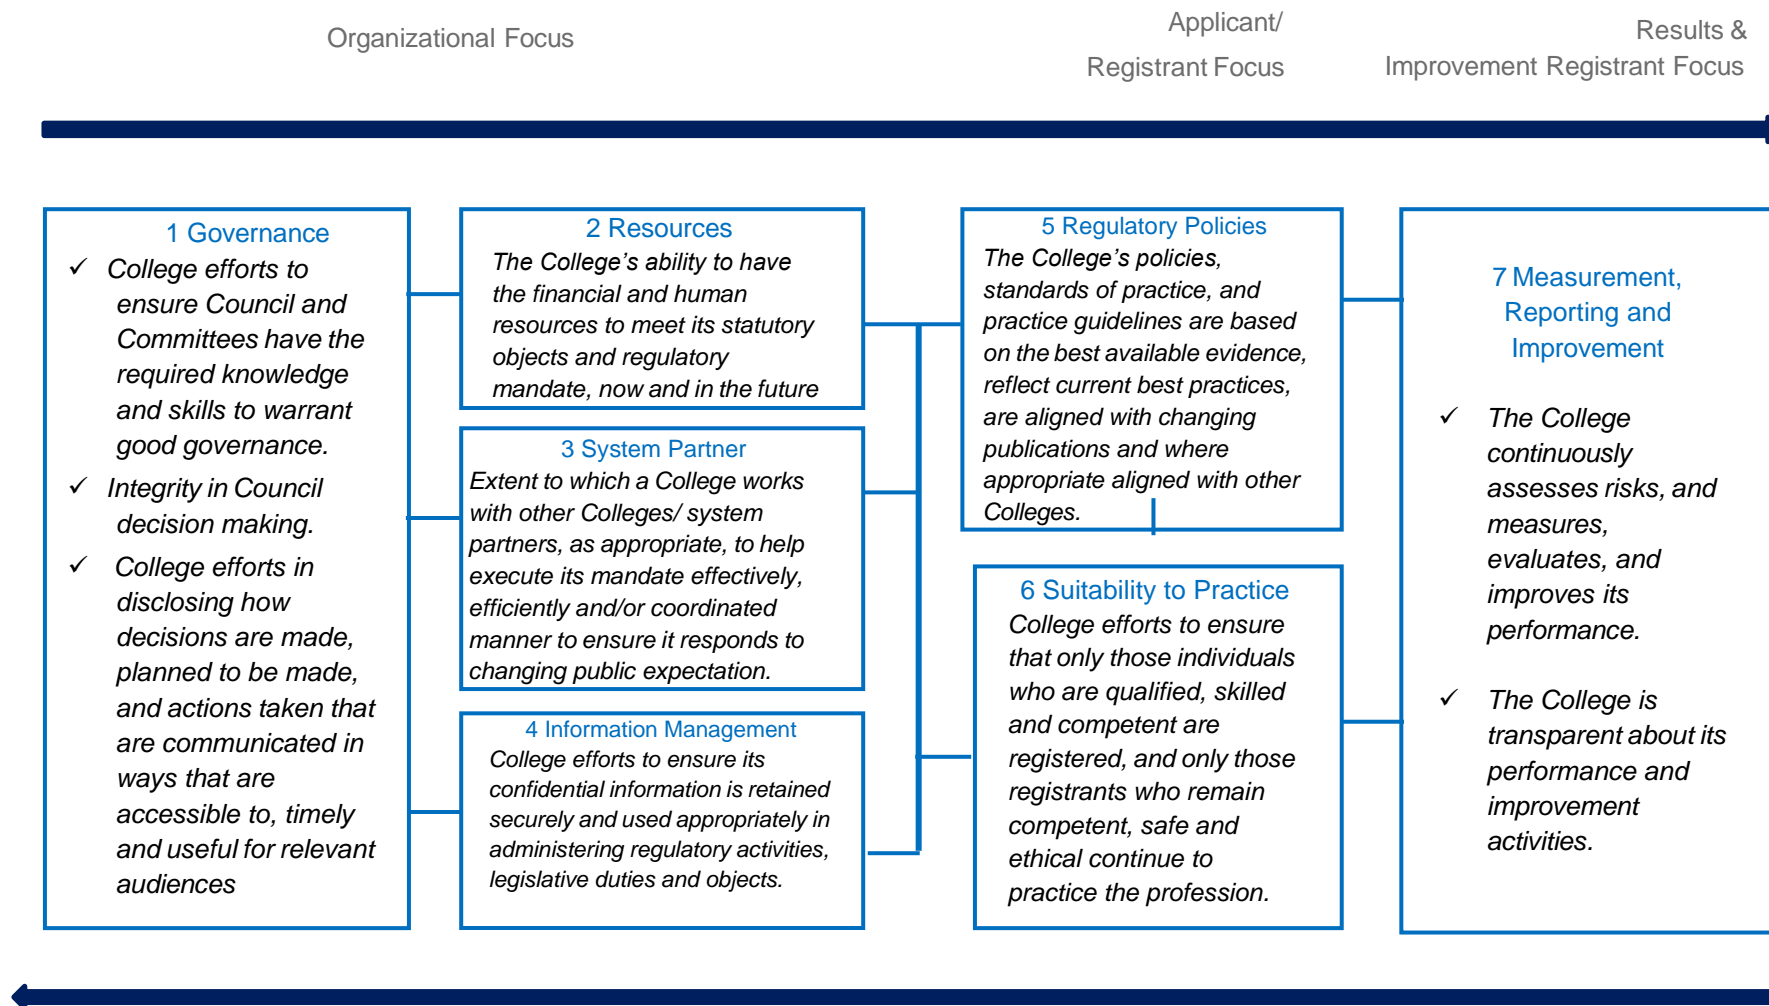 Organizational Focus
Applicant/
Registrant Focus
Results &
Improvement Registrant Focus
1 Governance
✓ College efforts to
ensure Council and
Committees have the
required knowledge
and skills to warrant
good governance.
✓ Integrity in Council
decision making.
✓ College efforts in
disclosing how
decisions are made,
planned to be made,
and actions taken that
are communicated in
ways that are
accessible to, timely
and useful for relevant
audiences
2 Resources
The College’s ability to have
the financial and human
resources to meet its statutory
objects and regulatory
mandate, now and in the future
3 System Partner
Extent to which a College works
with other Colleges/ system
partners, as appropriate, to help
execute its mandate effectively,
efficiently and/or coordinated
manner to ensure it responds to
changing public expectation.
4 Information Management
College efforts to ensure its
confidential information is retained
securely and used appropriately in
administering regulatory activities,
legislative duties and objects.
5 Regulatory Policies
The College’s policies,
standards of practice, and
practice guidelines are based
on the best available evidence,
reflect current best practices,
are aligned with changing
publications and where
appropriate aligned with other
Colleges.
6 Suitability to Practice
College efforts to ensure
that only those individuals
who are qualified, skilled
and competent are
registered, and only those
registrants who remain
competent, safe and
ethical continue to
practice the profession.
7 Measurement,
Reporting and
Improvement
✓ The College
continuously
assesses risks, and
measures,
evaluates, and
improves its
performance.
✓ The College is
transparent about its
performance and
improvement
activities.